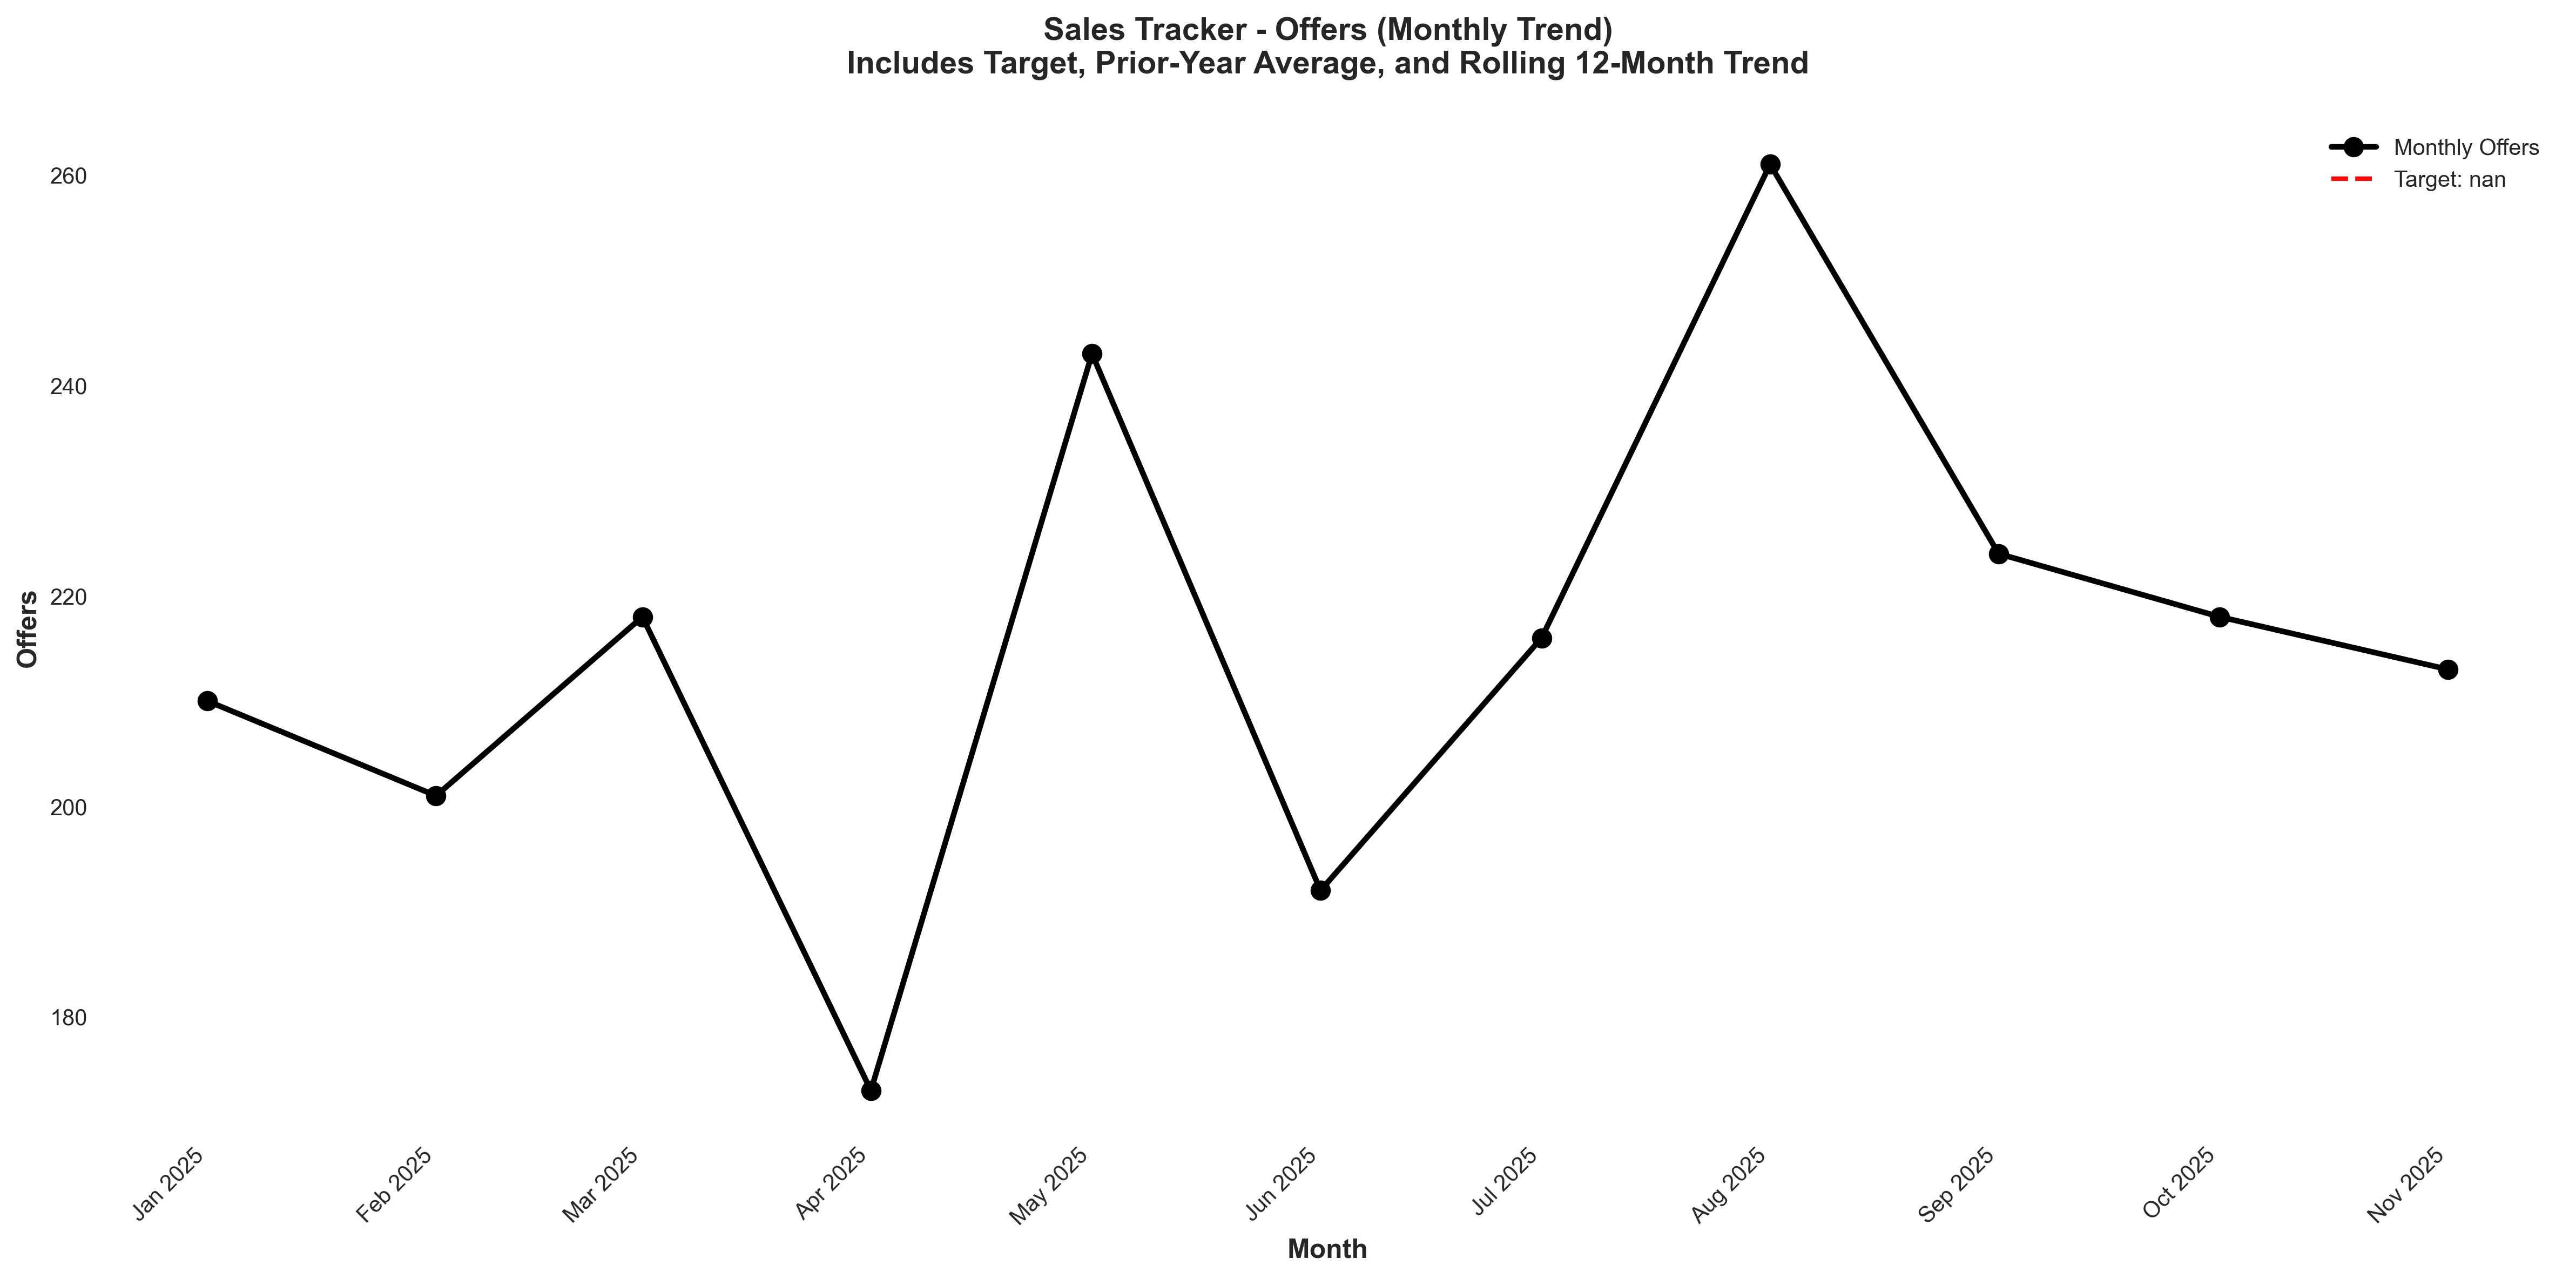 Sales Tracker - Offers (Monthly Trend)
Includes Target, Prior-Year Average, and Rolling 12-Month Trend
Monthly Offers
Target: nan
260
240
220
200
180
Offers
Jan 2025
Feb 2025
Mar 2025
Apr 2025
May 2025
Jun 2025
Jul 2025
Aug 2025
Sep 2025
Oct 2025
Nov 2025
Month